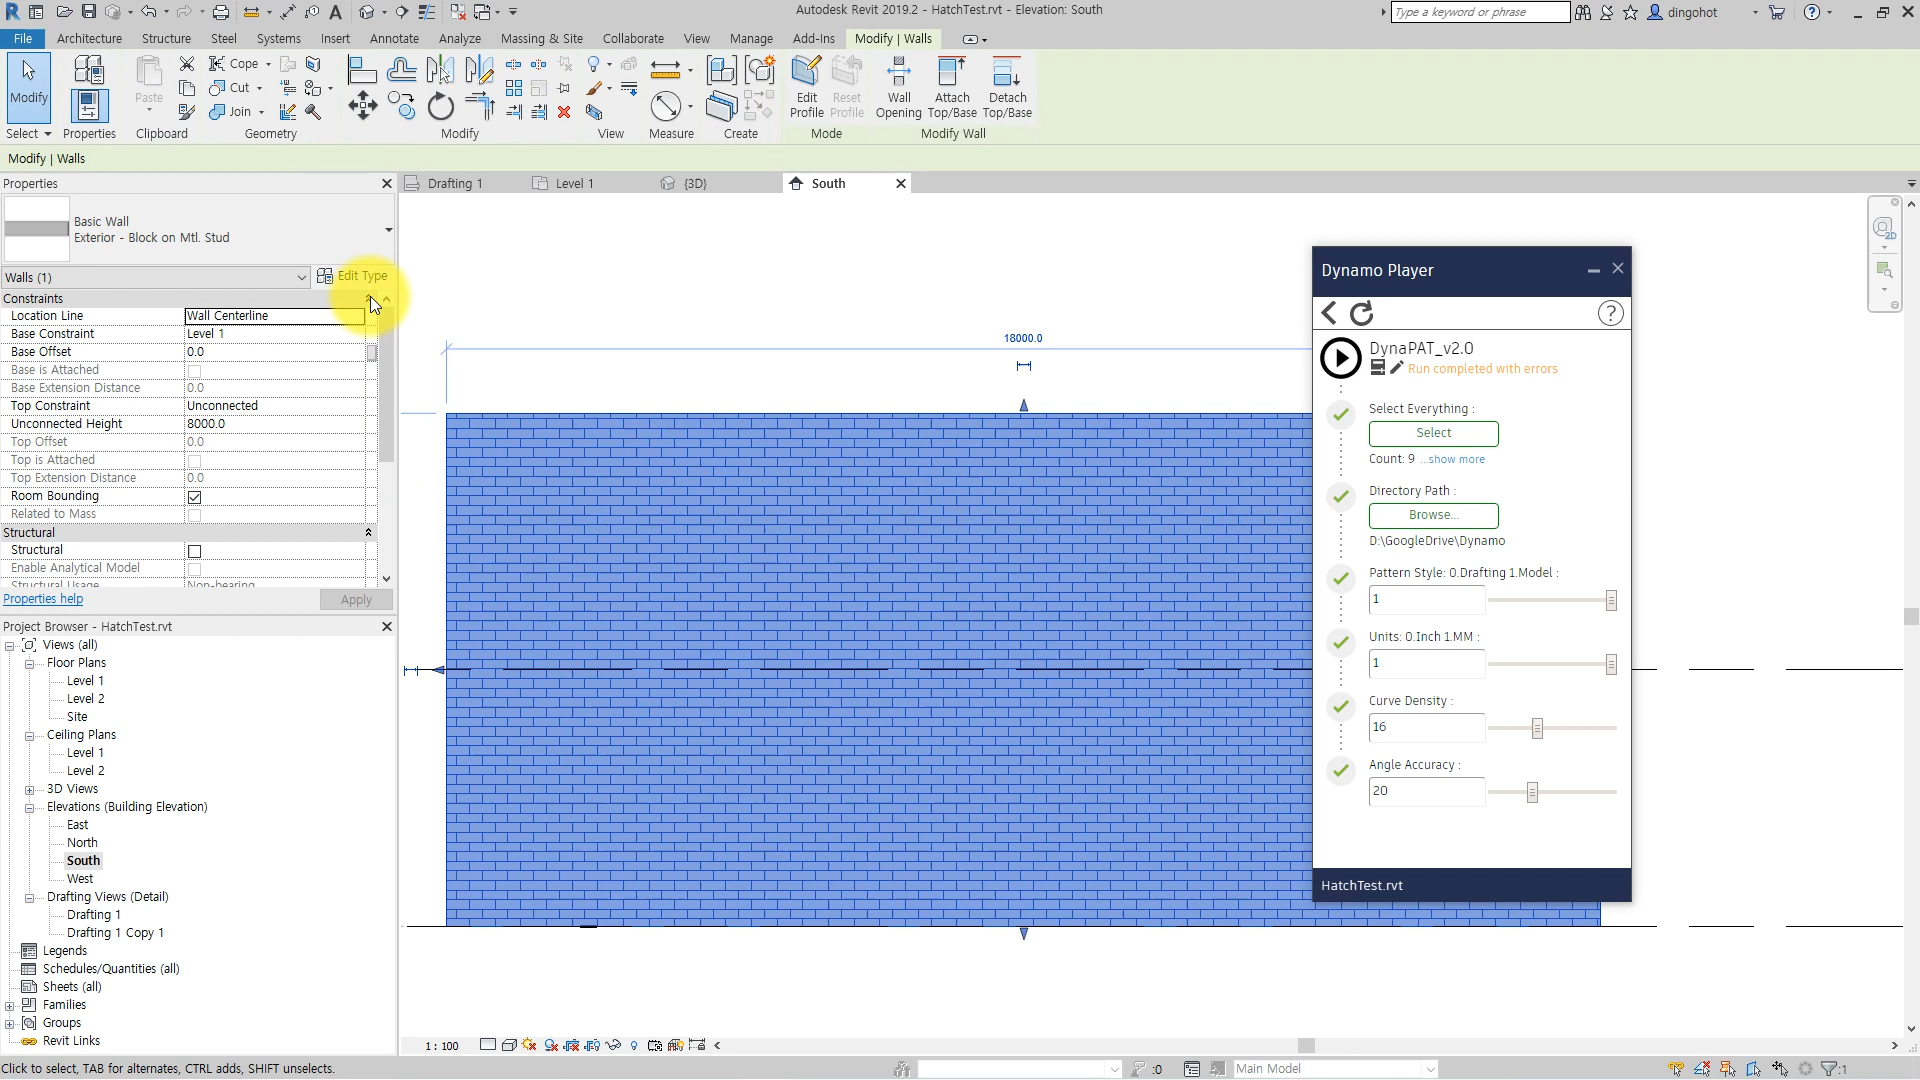 Autodesk Revit 2019.2 - HatchTest.rvt - Elevation: South
Type a keyword or phrase
dingohot
File
Architecture
Structure
Steel
Systems
Insert
Annotate
Analyze
Massing & Site
Collaborate
View
Manage
Add-Ins
Modify | Walls
Modify
Paste
Cope
Cut
Join
Edit Profile
Reset Profile
Wall Opening
Attach Top/Base
Detach Top/Base
Select
Properties
Clipboard
Geometry
Modify
View
Measure
Create
Mode
Modify Wall
Modify | Walls
Properties
Drafting 1
Level 1
{3D}
South
Basic Wall
Exterior - Block on Mtl. Stud
Walls (1)
Edit Type
Constraints
Location Line Wall Centerline
Base Constraint Level 1
Base Offset 0.0
Base is Attached
Base Extension Distance 0.0
Top Constraint Unconnected
Unconnected Height 8000.0
Top Offset 0.0
Top is Attached
Top Extension Distance 0.0
Room Bounding
Related to Mass
Structural
Structural
Enable Analytical Model
Structural Usage Non-bearing
Properties help
Apply
Project Browser - HatchTest.rvt
Views (all)
Floor Plans
Level 1
Level 2
Site
Ceiling Plans
Level 1
Level 2
3D Views
Elevations (Building Elevation)
East
North
South
West
Drafting Views (Detail)
Drafting 1
Drafting 1 Copy 1
Legends
Schedules/Quantities (all)
Sheets (all)
Families
Groups
Revit Links
18000.0
2D
Dynamo Player
DynaPAT_v2.0
Run completed with errors
Select Everything :
Select
Count: 9 ...show more
Directory Path :
Browse...
D:\GoogleDrive\Dynamo
Pattern Style: 0.Drafting 1.Model :
1
Units: 0.Inch 1.MM :
1
Curve Density :
16
Angle Accuracy :
20
HatchTest.rvt
1 : 100
Click to select, TAB for alternates, CTRL adds, SHIFT unselects.
:0
Main Model
:1